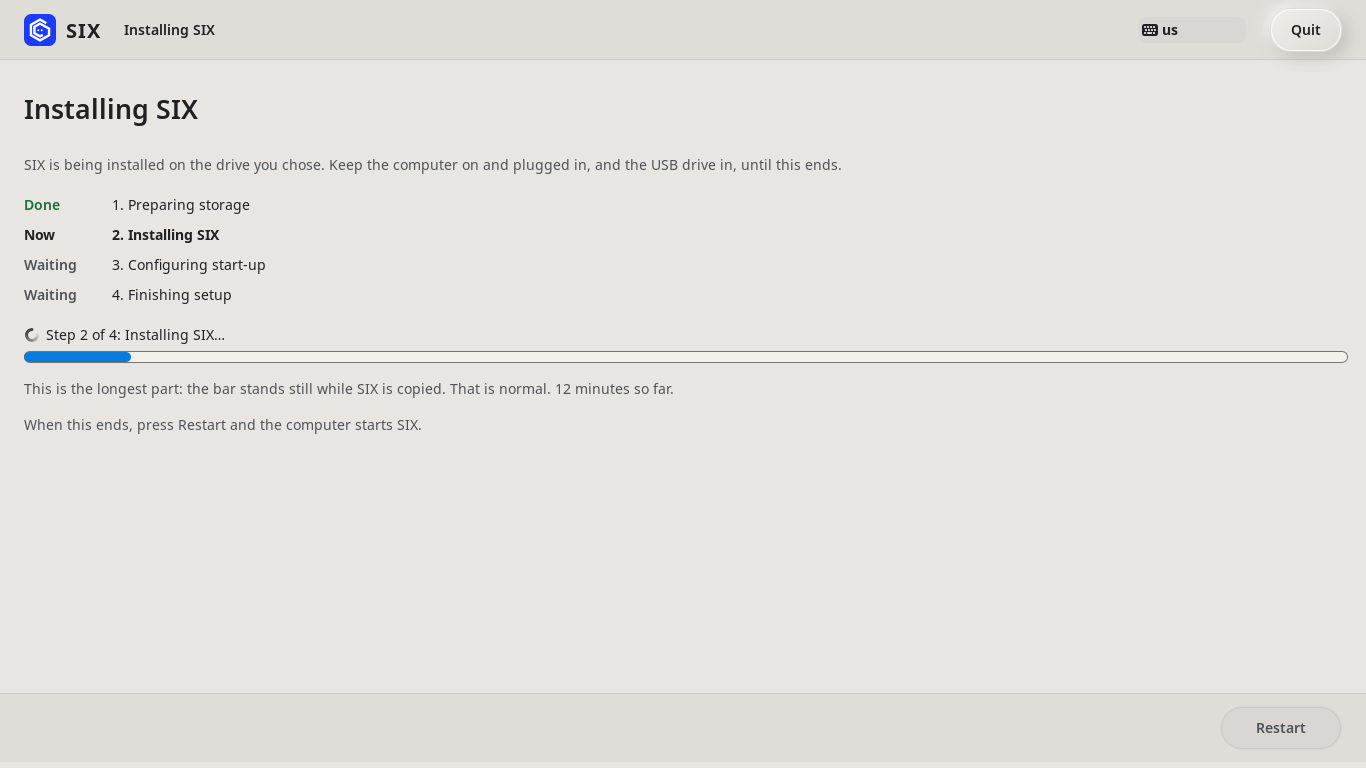 SIX
Installing SIX
us
Quit
Installing SIX
SIX is being installed on the drive you chose. Keep the computer on and plugged in, and the USB drive in, until this ends.
Done 1. Preparing storage
Now 2. Installing SIX
Waiting 3. Configuring start-up
Waiting 4. Finishing setup
Step 2 of 4: Installing SIX...
This is the longest part: the bar stands still while SIX is copied. That is normal. 12 minutes so far.
When this ends, press Restart and the computer starts SIX.
Restart